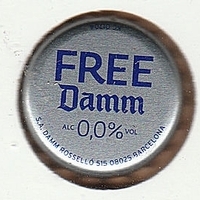 FREE
Damm
ALC 0,0% VOL
S.A. DAMM ROSSELLÓ 515 08025 BARCELONA